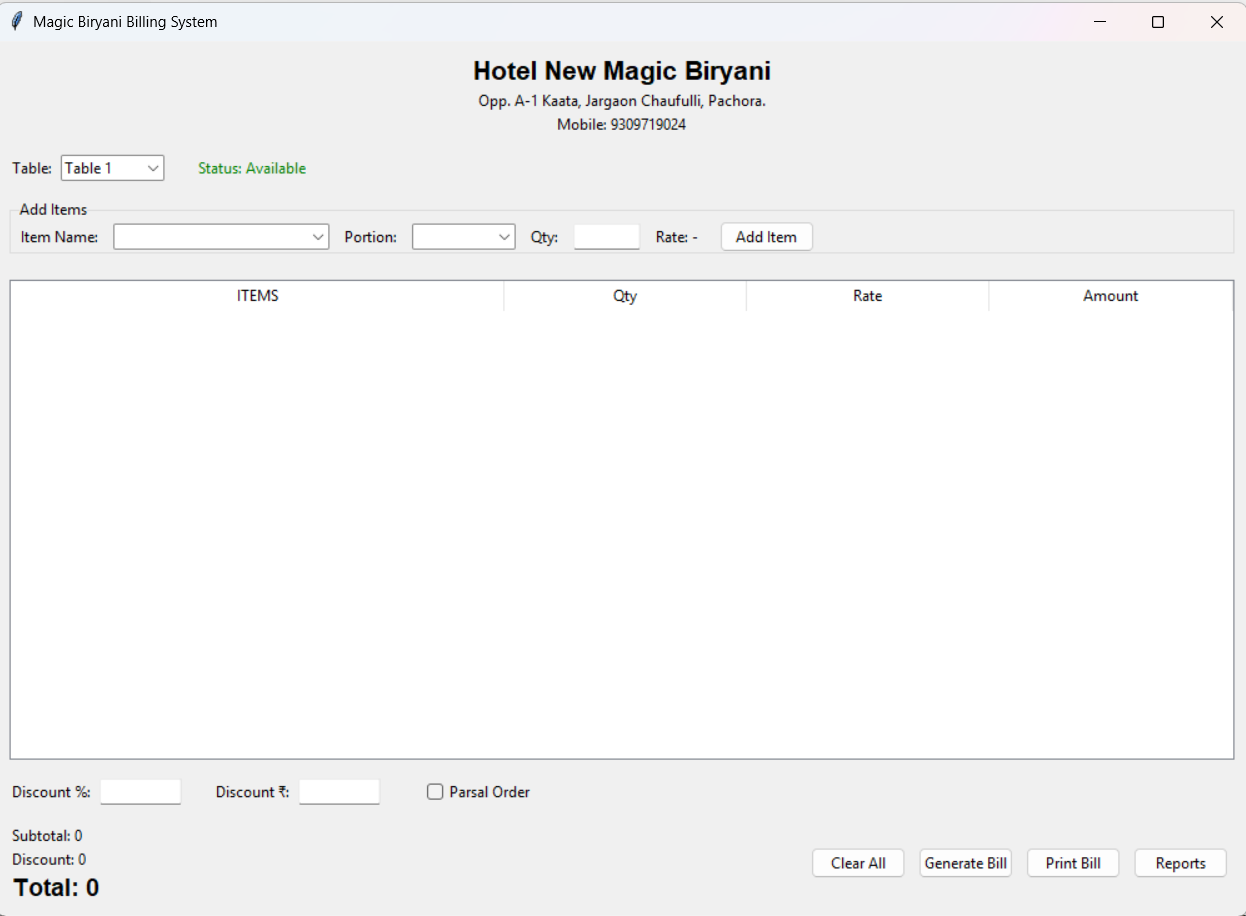 Magic Biryani Billing System
Hotel New Magic Biryani
Opp. A-1 Kaata, Jargaon Chaufulli, Pachora.
Mobile: 9309719024
Table: Table 1 Status: Available
Add Items
Item Name: Portion: Qty: Rate: - Add Item
ITEMS Qty Rate Amount
Discount %: Discount ₹: Parsal Order
Subtotal: 0
Discount: 0
Total: 0
Clear All Generate Bill Print Bill Reports